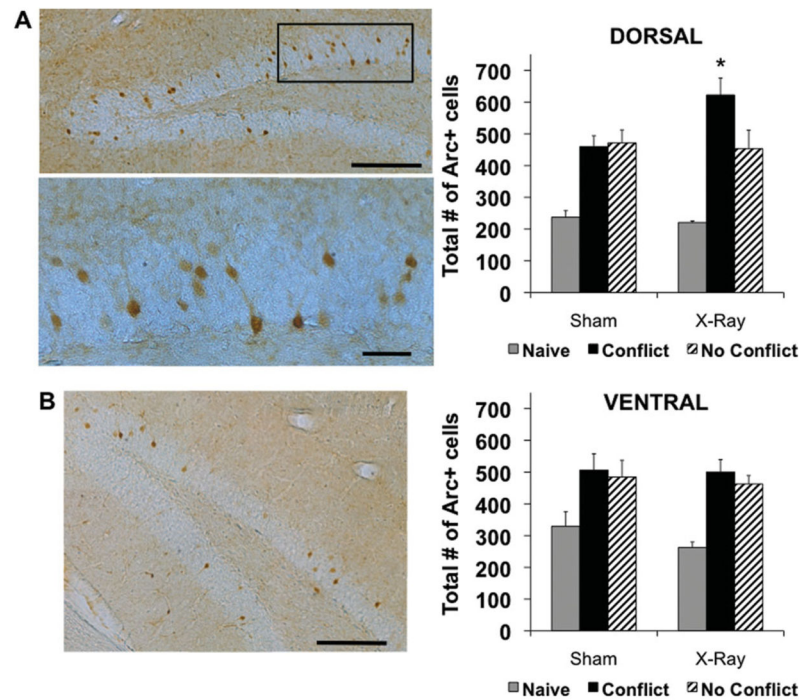 A
DORSAL
Total # of Arc+ cells
700
600
500
400
300
200
100
0
*
Sham X-Ray
Naive Conflict No Conflict
B
VENTRAL
Total # of Arc+ cells
700
600
500
400
300
200
100
0
Sham X-Ray
Naive Conflict No Conflict